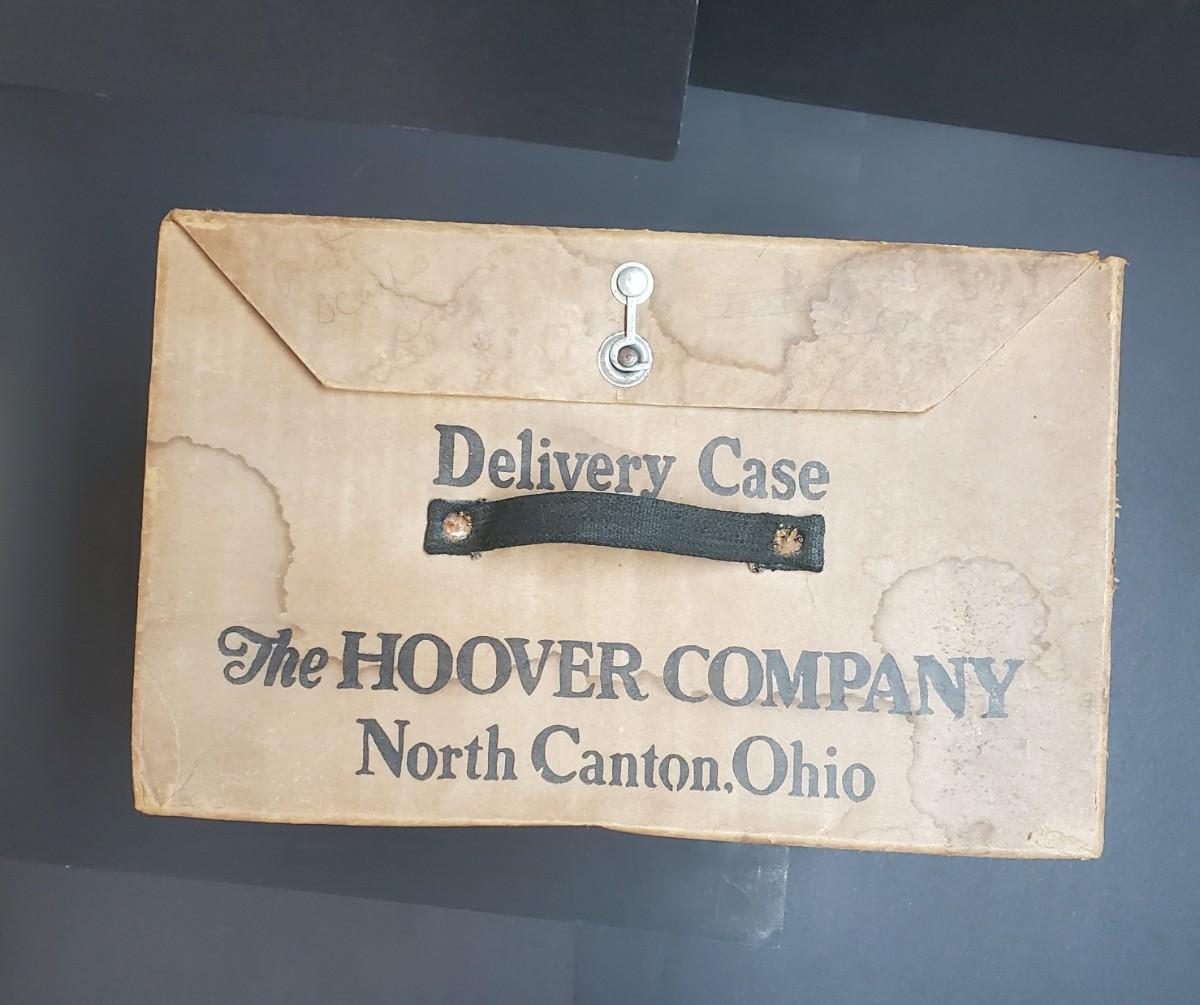 Delivery Case
The HOOVER COMPANY
North Canton, Ohio